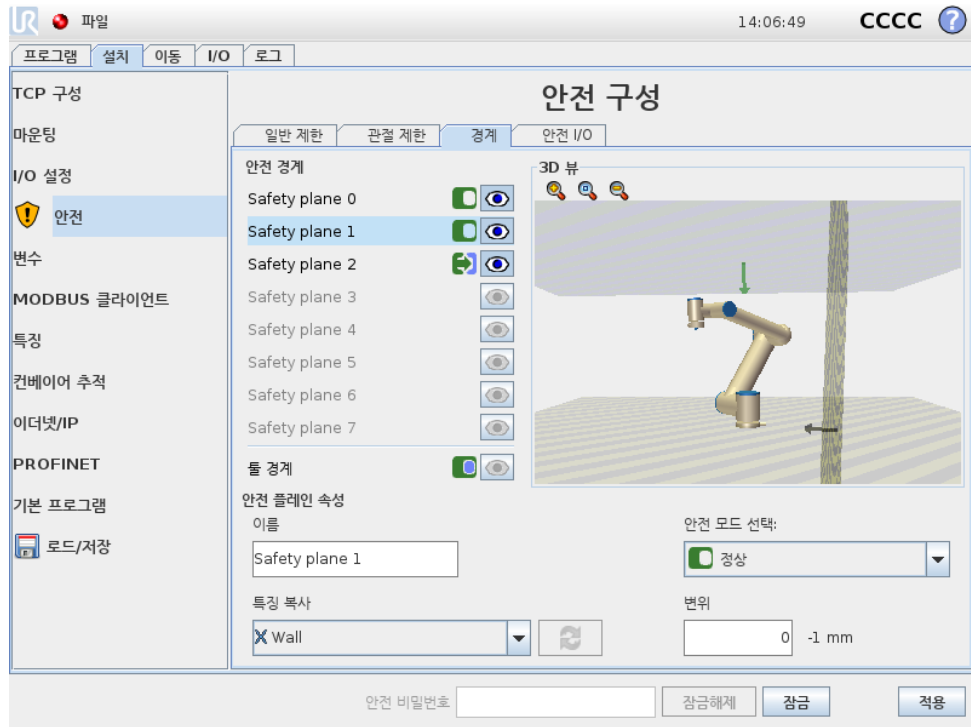 UR 파일 14:06:49 CCCC ?
프로그램 설치 이동 I/O 로그
TCP 구성
마운팅
I/O 설정
안전
변수
MODBUS 클라이언트
특징
컨베이어 추적
이더넷/IP
PROFINET
기본 프로그램
로드/저장
안전 구성
일반 제한 관절 제한 경계 안전 I/O
안전 경계
Safety plane 0
Safety plane 1
Safety plane 2
Safety plane 3
Safety plane 4
Safety plane 5
Safety plane 6
Safety plane 7
툴 경계
3D 뷰
안전 플레인 속성
이름
Safety plane 1
안전 모드 선택:
정상
특징 복사
Wall
변위
0 -1 mm
안전 비밀번호 잠금해제 잠금 적용